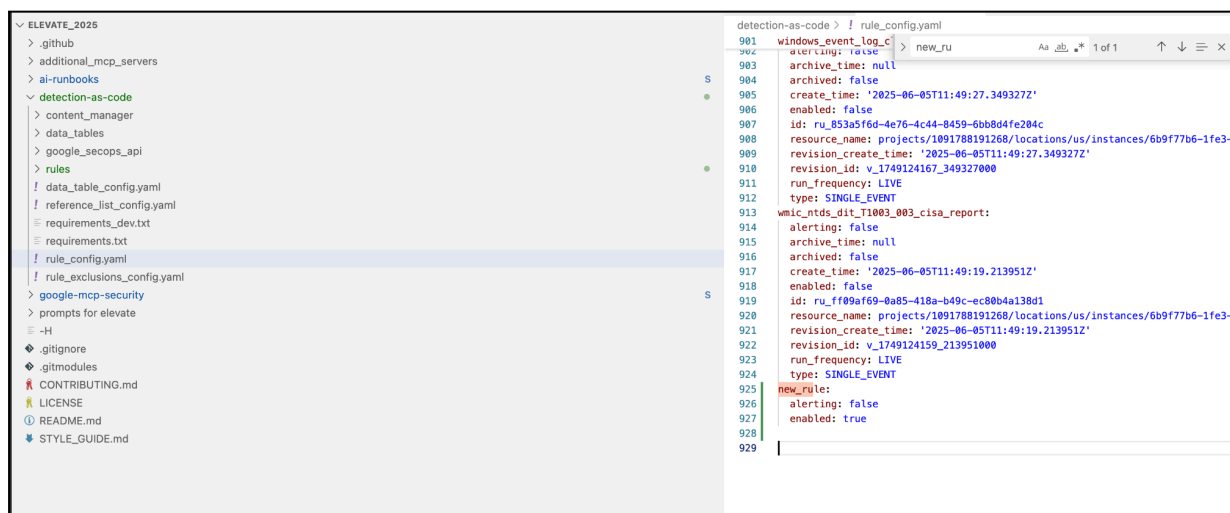 ELEVATE_2025
.github
additional_mcp_servers
ai-runbooks S
detection-as-code
content_manager
data_tables
google_secops_api
rules
! data_table_config.yaml
! reference_list_config.yaml
requirements_dev.txt
requirements.txt
! rule_config.yaml
! rule_exclusions_config.yaml
google-mcp-security S
prompts for elevate
-H
.gitignore
.gitmodules
CONTRIBUTING.md
LICENSE
README.md
STYLE_GUIDE.md
detection-as-code > ! rule_config.yaml
> new_ru Aa ab .* 1 of 1
901 windows_event_log_c
902 alerting: false
903 archive_time: null
904 archived: false
905 create_time: '2025-06-05T11:49:27.349327Z'
906 enabled: false
907 id: ru_853a5f6d-4e76-4c44-8459-6bb8d4fe204c
908 resource_name: projects/1091788191268/locations/us/instances/6b9f77b6-1fe3-
909 revision_create_time: '2025-06-05T11:49:27.349327Z'
910 revision_id: v_1749124167_349327000
911 run_frequency: LIVE
912 type: SINGLE_EVENT
913 wmic_ntds_dit_T1003_003_cisa_report:
914 alerting: false
915 archive_time: null
916 archived: false
917 create_time: '2025-06-05T11:49:19.213951Z'
918 enabled: false
919 id: ru_ff09af69-0a85-418a-b49c-ec80b4a138d1
920 resource_name: projects/1091788191268/locations/us/instances/6b9f77b6-1fe3-
921 revision_create_time: '2025-06-05T11:49:19.213951Z'
922 revision_id: v_1749124159_213951000
923 run_frequency: LIVE
924 type: SINGLE_EVENT
925 new_rule:
926 alerting: false
927 enabled: true
928
929